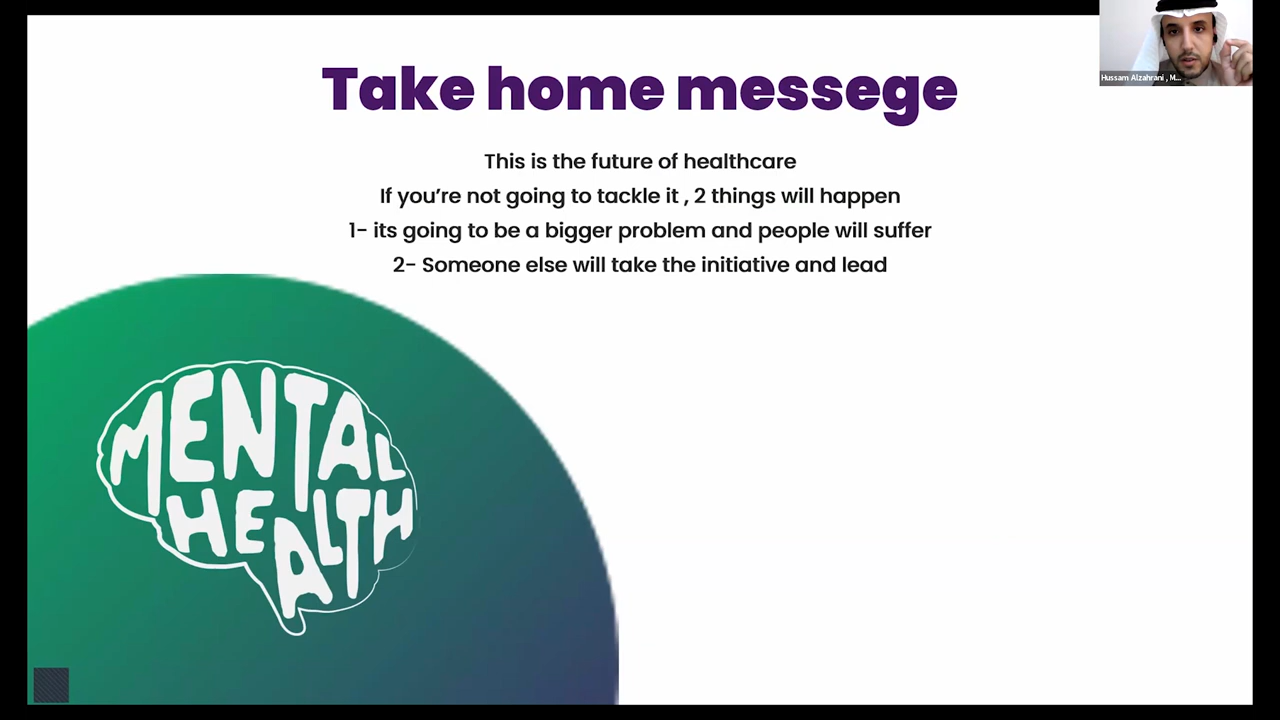 Take home messege
Hussam Alzahrani , M...
This is the future of healthcare
If you're not going to tackle it , 2 things will happen
1- its going to be a bigger problem and people will suffer
2- Someone else will take the initiative and lead
MENTAL
HEALTH